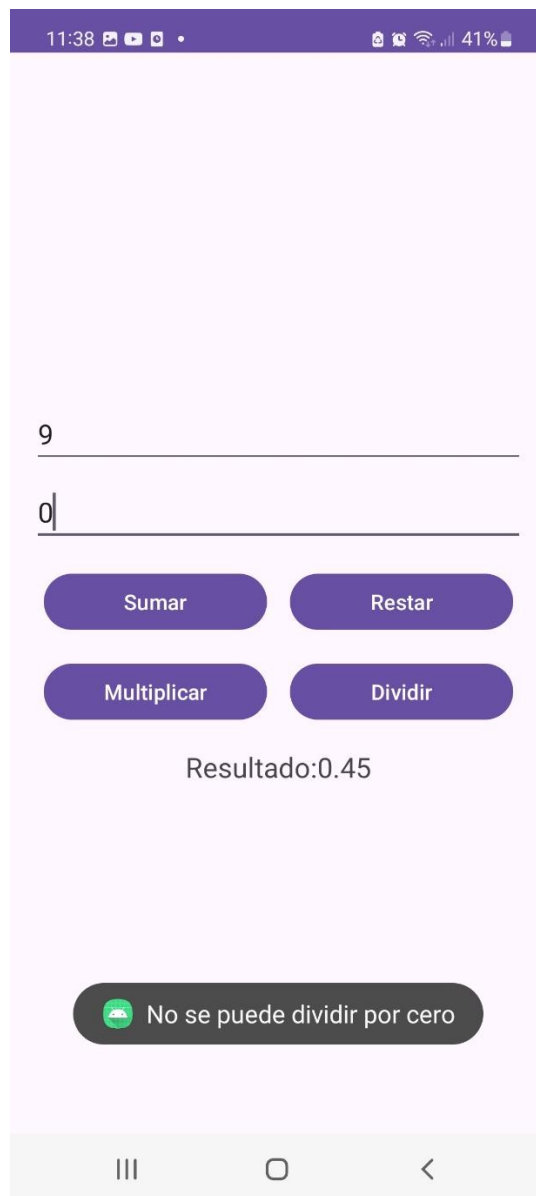 11:38 41%
9
0
Sumar Restar
Multiplicar Dividir
Resultado:0.45
No se puede dividir por cero